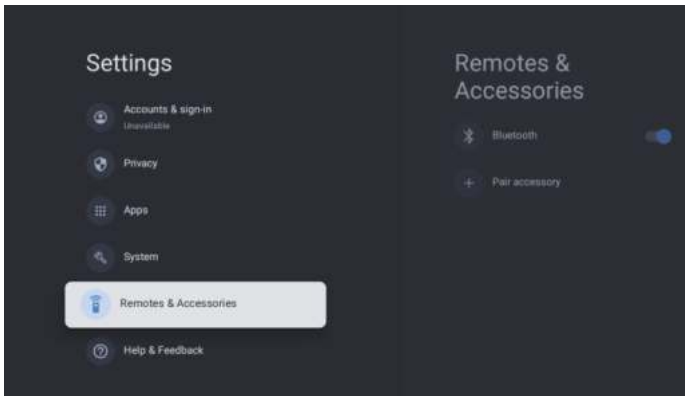 Settings
Accounts & sign-in
Unavailable
Privacy
Apps
System
Remotes & Accessories
Help & Feedback
Remotes &
Accessories
Bluetooth
Pair accessory